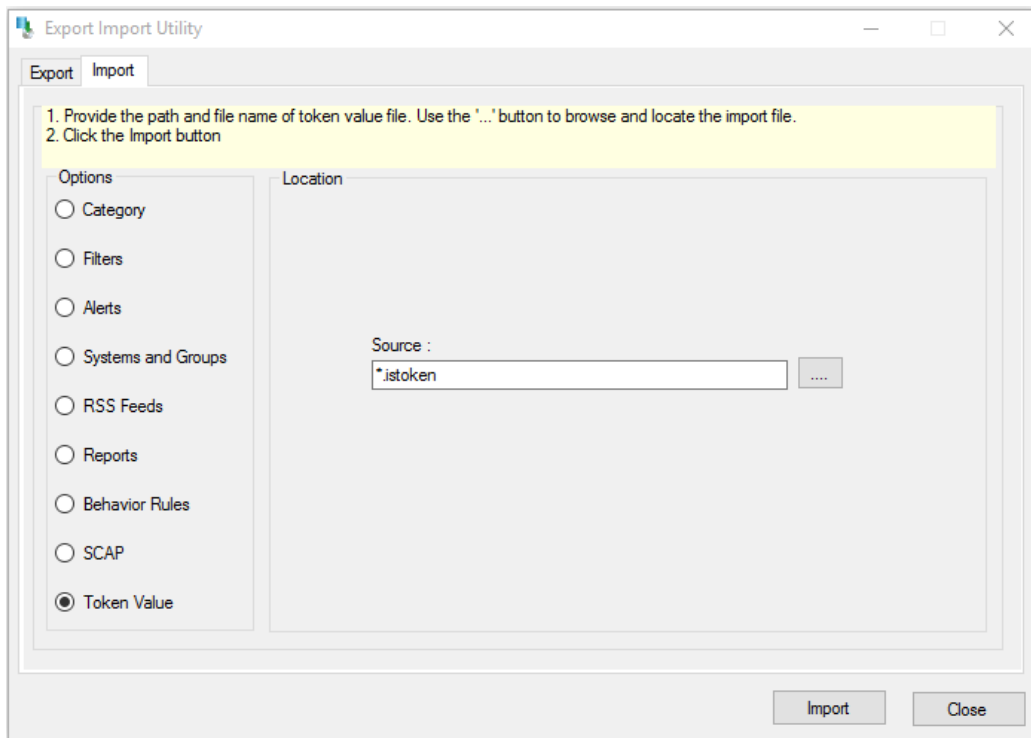 Export Import Utility
Export
Import
1. Provide the path and file name of token value file. Use the '...' button to browse and locate the import file.
2. Click the Import button
Options
Category
Filters
Alerts
Systems and Groups
RSS Feeds
Reports
Behavior Rules
SCAP
Token Value
Location
Source :
*.istoken
....
Import
Close